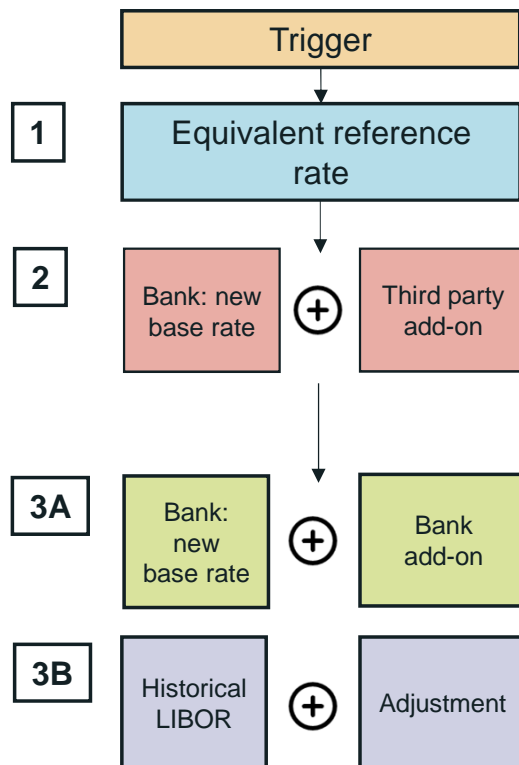 Trigger
1
Equivalent reference
rate
2
Bank: new
base rate
Third party
add-on
3A
Bank:
new
base rate
Bank
add-on
3B
Historical
LIBOR
Adjustment